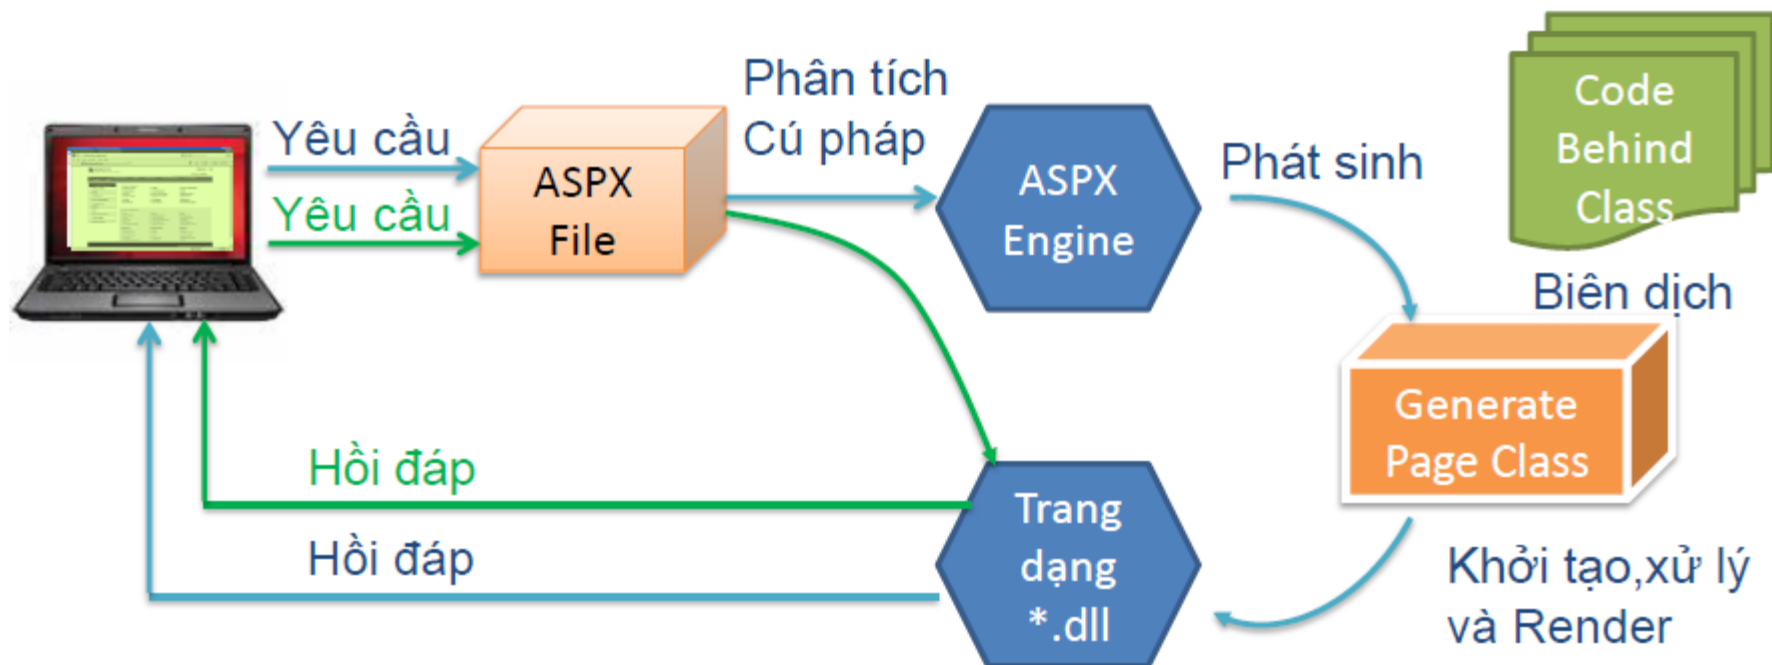 Yêu cầu
Yêu cầu
ASPX
File
Phân tích
Cú pháp
ASPX
Engine
Phát sinh
Code
Behind
Class
Biên dịch
Generate
Page Class
Khởi tạo,xử lý
và Render
Trang
dạng
*.dll
Hồi đáp
Hồi đáp